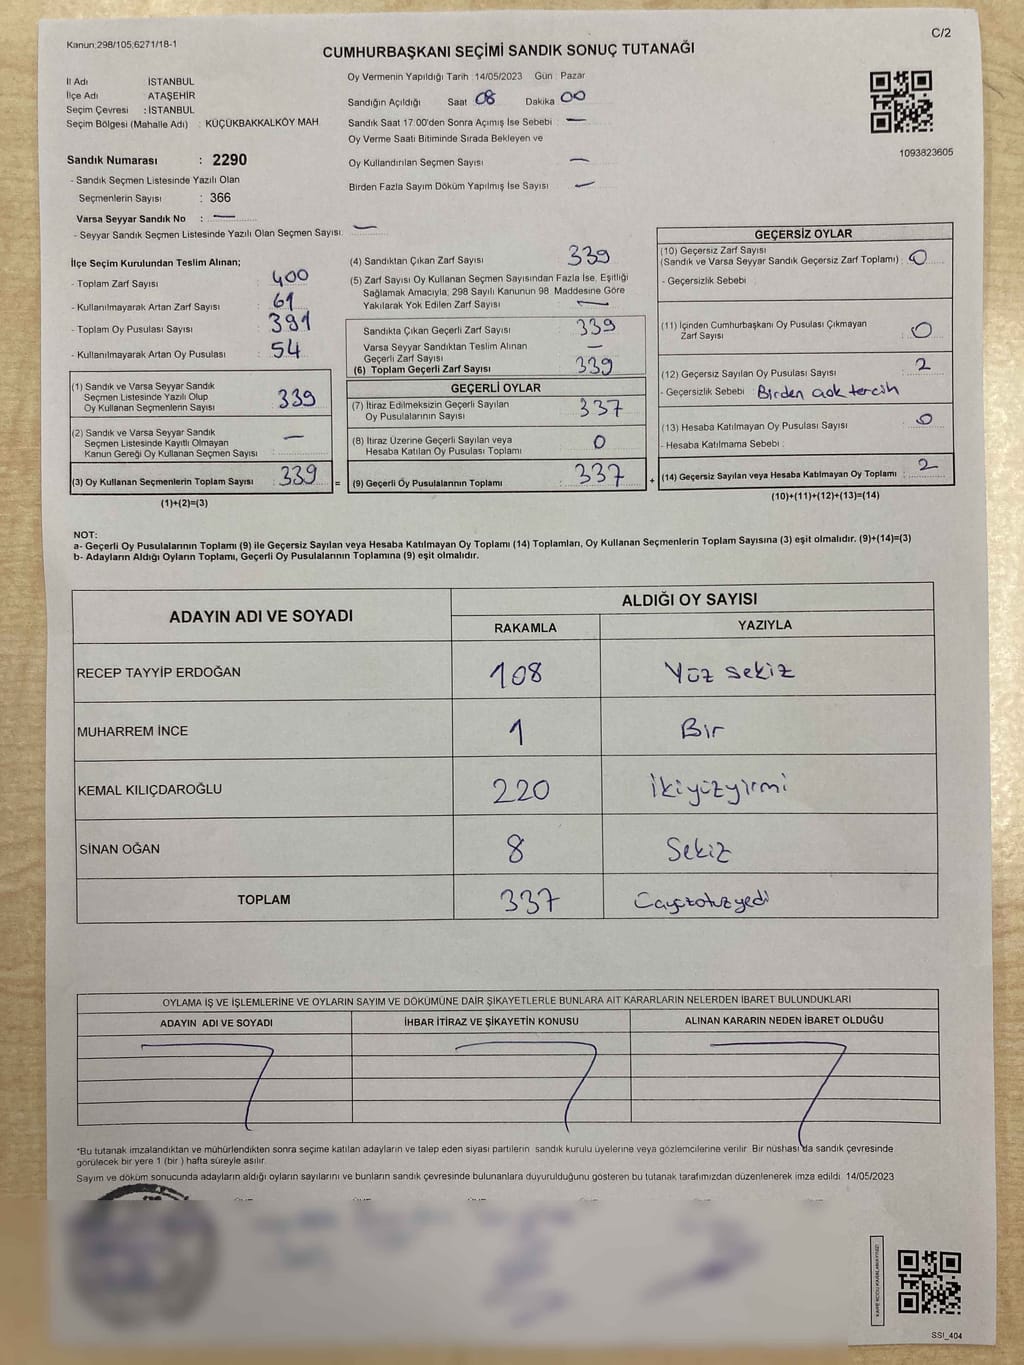 Kanun:298/105,6271/18-1
C/2
CUMHURBAŞKANI SEÇİMİ SANDIK SONUÇ TUTANAĞI
İl Adı İSTANBUL
İlçe Adı ATAŞEHİR
Seçim Çevresi : İSTANBUL
Seçim Bölgesi (Mahalle Adı) : KÜÇÜKBAKKALKÖY MAH.
Sandık Numarası : 2290
- Sandık Seçmen Listesinde Yazılı Olan
Seçmenlerin Sayısı : 366
Varsa Seyyar Sandık No : —
- Seyyar Sandık Seçmen Listesinde Yazılı Olan Seçmen Sayısı: —
Oy Vermenin Yapıldığı Tarih :14/05/2023 Gün : Pazar
Sandığın Açıldığı Saat 08 Dakika 00
Sandık Saat 17:00'den Sonra Açımış İse Sebebi : —
Oy Verme Saati Bitiminde Sırada Bekleyen ve
Oy Kullandırılan Seçmen Sayısı —
Birden Fazla Sayım Döküm Yapılmış İse Sayısı —
1093823605
İlçe Seçim Kurulundan Teslim Alınan;
- Toplam Zarf Sayısı : 400
- Kullanılmayarak Artan Zarf Sayısı : 61
- Toplam Oy Pusulası Sayısı : 391
- Kullanılmayarak Artan Oy Pusulası : 54
(1) Sandık ve Varsa Seyyar Sandık
Seçmen Listesinde Yazılı Olup
Oy Kullanan Seçmenlerin Sayısı : 339
(2) Sandık ve Varsa Seyyar Sandık
Seçmen Listesinde Kayıtlı Olmayan
Kanun Gereği Oy Kullanan Seçmen Sayısı : —
(3) Oy Kullanan Seçmenlerin Toplam Sayısı : 339 =
(1)+(2)=(3)
(4) Sandıktan Çıkan Zarf Sayısı : 339
(5) Zarf Sayısı Oy Kullanan Seçmen Sayısından Fazla İse, Eşitliği
Sağlamak Amacıyla, 298 Sayılı Kanunun 98. Maddesine Göre
Yakılarak Yok Edilen Zarf Sayısı : —
Sandıkta Çıkan Geçerli Zarf Sayısı : 339
Varsa Seyyar Sandıktan Teslim Alınan
Geçerli Zarf Sayısı : —
(6) Toplam Geçerli Zarf Sayısı : 339
GEÇERLİ OYLAR
(7) İtiraz Edilmeksizin Geçerli Sayılan
Oy Pusulalarının Sayısı : 337
(8) İtiraz Üzerine Geçerli Sayılan veya
Hesaba Katılan Oy Pusulası Toplamı : 0
(9) Geçerli Oy Pusulalarının Toplamı : 337 +
GEÇERSİZ OYLAR
(10) Geçersiz Zarf Sayısı
(Sandık ve Varsa Seyyar Sandık Geçersiz Zarf Toplamı) : 0
- Geçersizlik Sebebi :
(11) İçinden Cumhurbaşkanı Oy Pusulası Çıkmayan
Zarf Sayısı : 0
(12) Geçersiz Sayılan Oy Pusulası Sayısı : 2
- Geçersizlik Sebebi : Birden çok tercih
(13) Hesaba Katılmayan Oy Pusulası Sayısı : 0
- Hesaba Katılmama Sebebi :
(14) Geçersiz Sayılan veya Hesaba Katılmayan Oy Toplamı : 2
(10)+(11)+(12)+(13)=(14)
NOT:
a- Geçerli Oy Pusulalarının Toplamı (9) ile Geçersiz Sayılan veya Hesaba Katılmayan Oy Toplamı (14) Toplamları, Oy Kullanan Seçmenlerin Toplam Sayısına (3) eşit olmalıdır. (9)+(14)=(3)
b- Adayların Aldığı Oyların Toplamı, Geçerli Oy Pusulalarının Toplamına (9) eşit olmalıdır.
ADAYIN ADI VE SOYADI ALDIĞI OY SAYISI
RAKAMLA YAZIYLA
RECEP TAYYİP ERDOĞAN 108 Yüz sekiz
MUHARREM İNCE 1 Bir
KEMAL KILIÇDAROĞLU 220 İkiyüzyirmi
SİNAN OĞAN 8 Sekiz
TOPLAM 337
OYLAMA İŞ VE İŞLEMLERİNE VE OYLARIN SAYIM VE DÖKÜMÜNE DAİR ŞİKAYETLERLE BUNLARA AİT KARARLARIN NELERDEN İBARET BULUNDUKLARI
ADAYIN ADI VE SOYADI İHBAR İTİRAZ VE ŞİKAYETİN KONUSU ALINAN KARARIN NEDEN İBARET OLDUĞU
*Bu tutanak imzalandıktan ve mühürlendikten sonra seçime katılan adayların ve talep eden siyasi partilerin sandık kurulu üyelerine veya gözlemcilerine verilir. Bir nüshası da sandık çevresinde
görülecek bir yere 1 (bir ) hafta süreyle asılır.
Sayım ve döküm sonucunda adayların aldığı oyların sayılarını ve bunların sandık çevresinde bulunanlara duyurulduğunu gösteren bu tutanak tarafımızdan düzenlenerek imza edildi. 14/05/2023
SSI_404